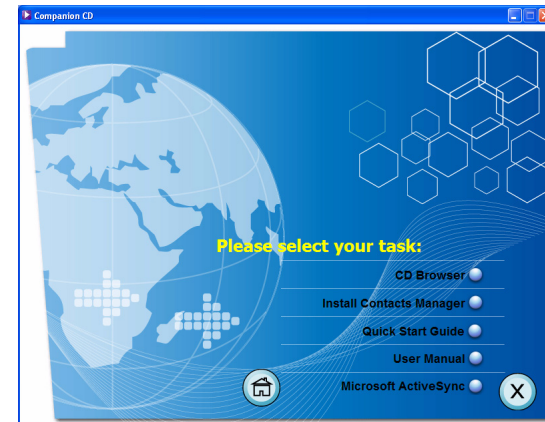 Companion CD
Please select your task:
CD Browser
Install Contacts Manager
Quick Start Guide
User Manual
Microsoft ActiveSync
X